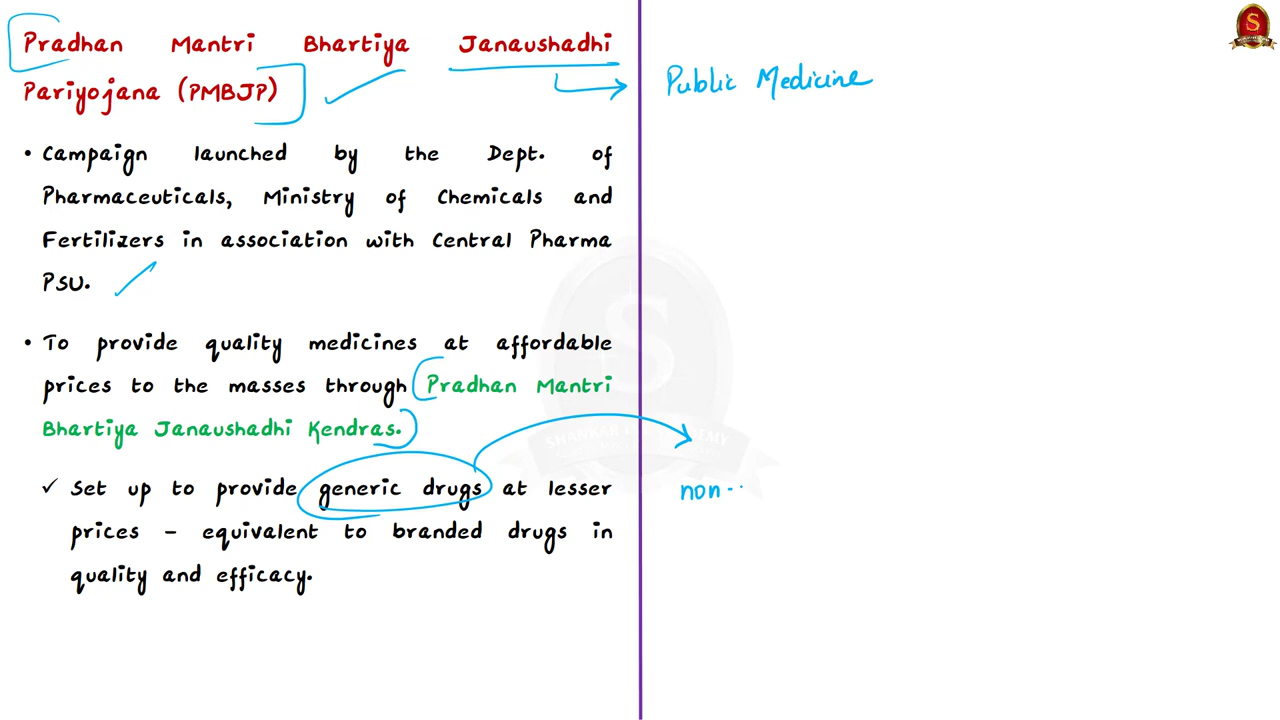 Pradhan Mantri Bhartiya Janaushadhi
Pariyojana (PMBJP)
Public Medicine
• Campaign launched by the Dept. of
Pharmaceuticals, Ministry of Chemicals and
Fertilizers in association with Central Pharma
PSU.
• To provide quality medicines at affordable
prices to the masses through Pradhan Mantri
Bhartiya Janaushadhi Kendras.
✓ Set up to provide generic drugs at lesser
prices – equivalent to branded drugs in
quality and efficacy.
non-
S